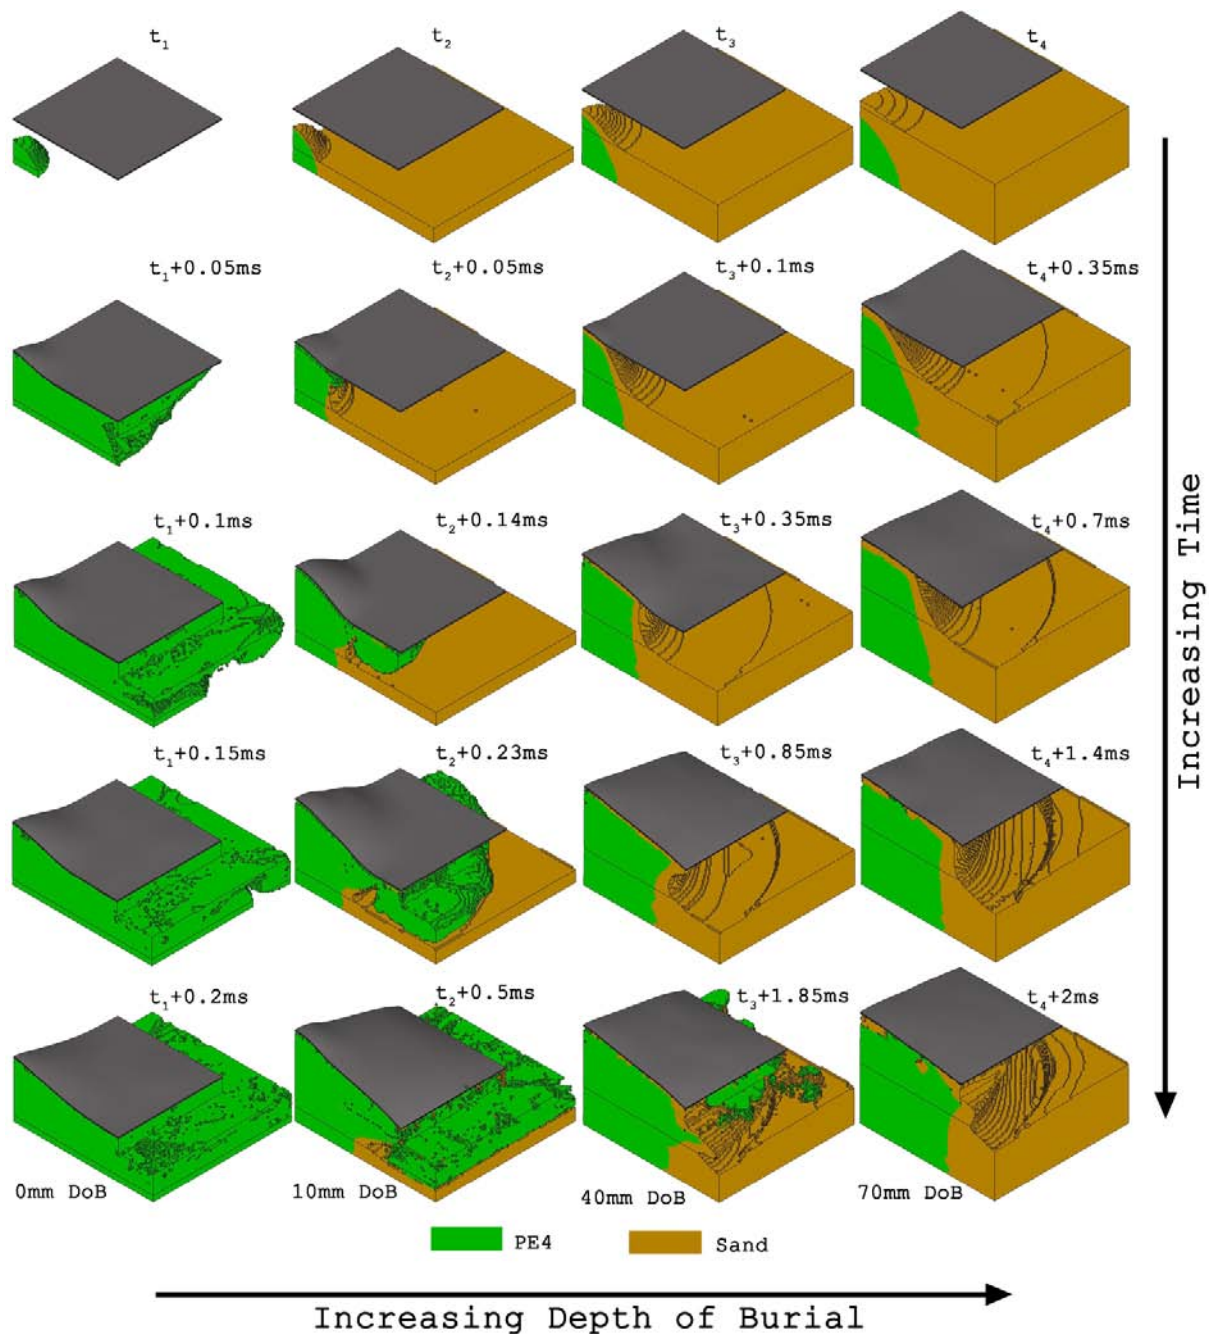 t1
t2
t3
t4
t1+0.05ms
t2+0.05ms
t3+0.1ms
t4+0.35ms
t1+0.1ms
t2+0.14ms
t3+0.35ms
t4+0.7ms
t1+0.15ms
t2+0.23ms
t3+0.85ms
t4+1.4ms
t1+0.2ms
t2+0.5ms
t3+1.85ms
t4+2ms
0mm DoB
10mm DoB
40mm DoB
70mm DoB
PE4
Sand
Increasing Depth of Burial
Increasing Time